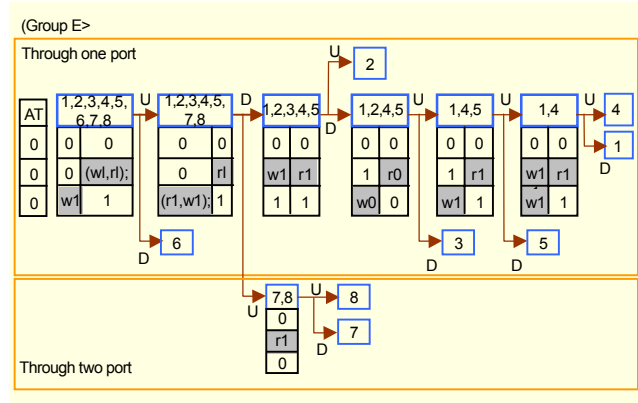 (Group E>
Through one port
U
2
AT
1,2,3,4,5,
6,7,8
U
1,2,3,4,5,
7,8
D
1,2,3,4,5
D
1,2,4,5
U
1,4,5
U
1,4
U
4
1
D
0
0 0
0 0
0 0
0 0
0 0
0 0
0
0 (wl,rl);
0 rl
w1 r1
1 r0
1 r1
w1 r1
0
w1 1
(r1,w1); 1
1 1
w0 0
w1 1
w1 1
D
6
D
3
D
5
U
7,8
U
8
0
r1
0
D
7
Through two port